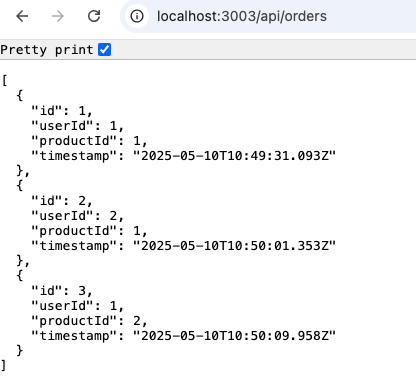 localhost:3003/api/orders
Pretty print
[
  {
    "id": 1,
    "userId": 1,
    "productId": 1,
    "timestamp": "2025-05-10T10:49:31.093Z"
  },
  {
    "id": 2,
    "userId": 2,
    "productId": 1,
    "timestamp": "2025-05-10T10:50:01.353Z"
  },
  {
    "id": 3,
    "userId": 1,
    "productId": 2,
    "timestamp": "2025-05-10T10:50:09.958Z"
  }
]